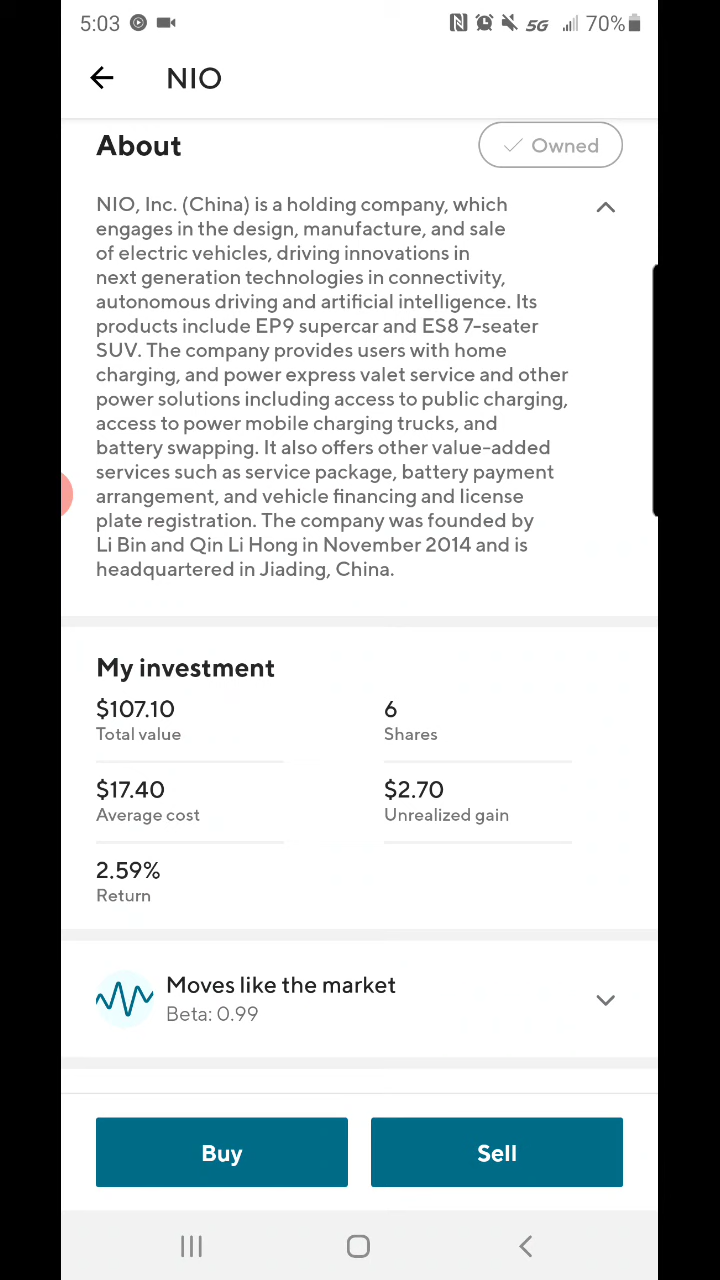 5:03 5G 70%
NIO
About
Owned
NIO, Inc. (China) is a holding company, which
engages in the design, manufacture, and sale
of electric vehicles, driving innovations in
next generation technologies in connectivity,
autonomous driving and artificial intelligence. Its
products include EP9 supercar and ES8 7-seater
SUV. The company provides users with home
charging, and power express valet service and other
power solutions including access to public charging,
access to power mobile charging trucks, and
battery swapping. It also offers other value-added
services such as service package, battery payment
arrangement, and vehicle financing and license
plate registration. The company was founded by
Li Bin and Qin Li Hong in November 2014 and is
headquartered in Jiading, China.
My investment
$107.10 6
Total value Shares
$17.40 $2.70
Average cost Unrealized gain
2.59%
Return
Moves like the market
Beta: 0.99
Buy Sell